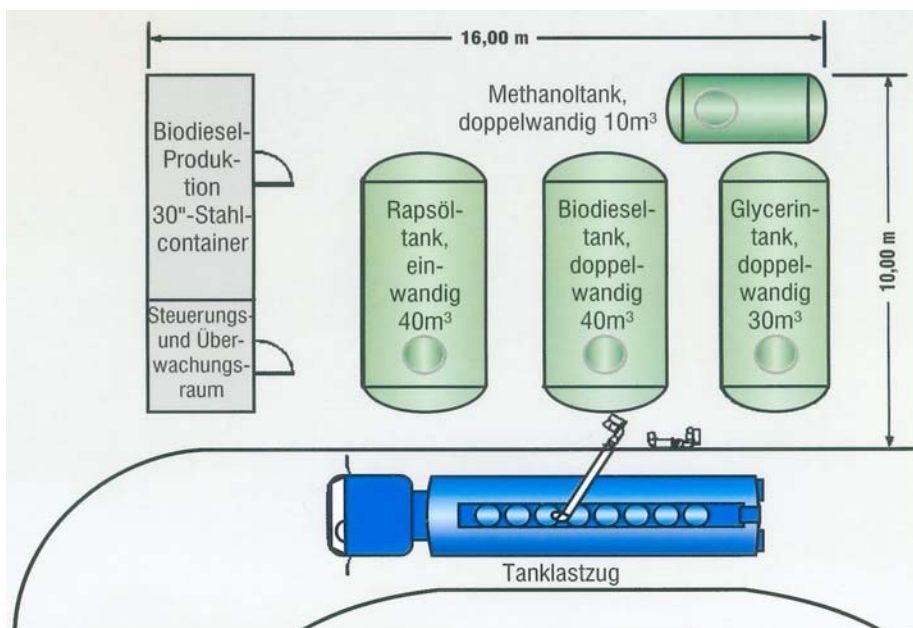 16,00 m
Methanoltank,
doppelwandig 10m³
Biodiesel-
Produk-
tion
30"-Stahl-
container
Rapsöl-
tank,
ein-
wandig
40m³
Biodiesel-
tank,
doppel-
wandig
40m³
Glycerin-
tank,
doppel-
wandig
30m³
10,00 m
Steuerungs-
und Über-
wachungs-
raum
Tanklastzug